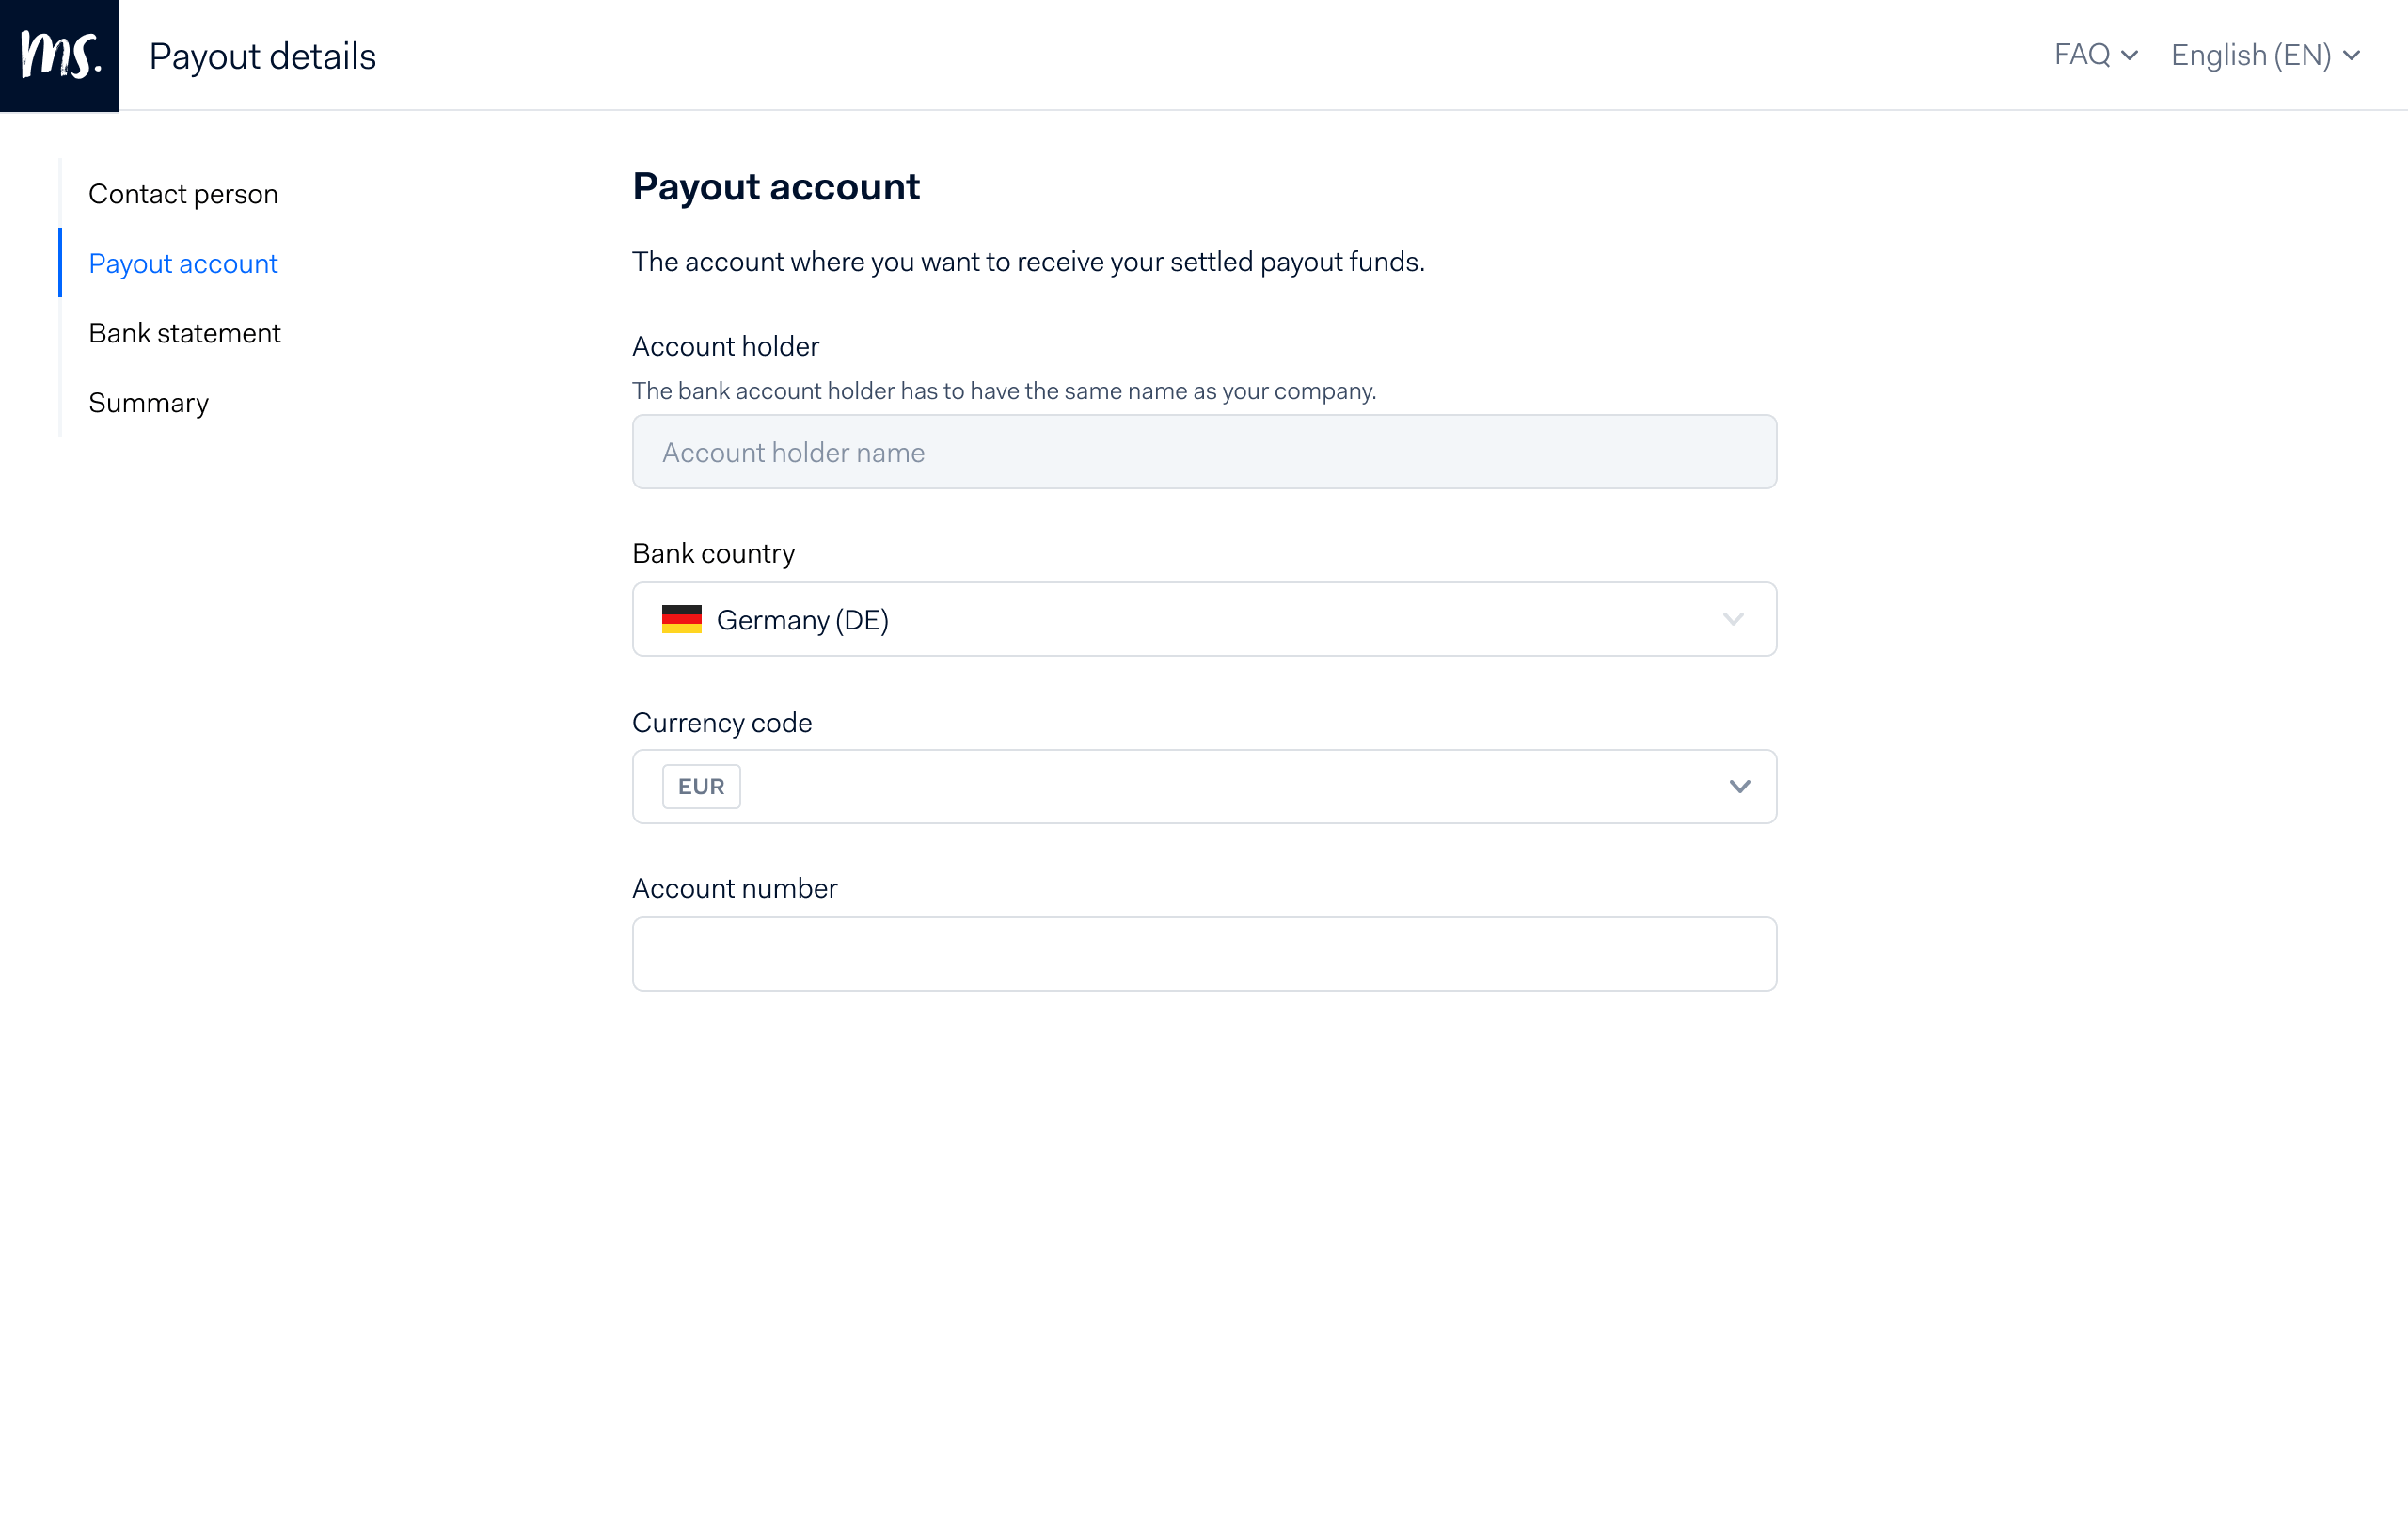 ms.
Payout details
FAQ
English (EN)
Contact person
Payout account
Bank statement
Summary
Payout account
The account where you want to receive your settled payout funds.
Account holder
The bank account holder has to have the same name as your company.
Account holder name
Bank country
Germany (DE)
Currency code
EUR
Account number